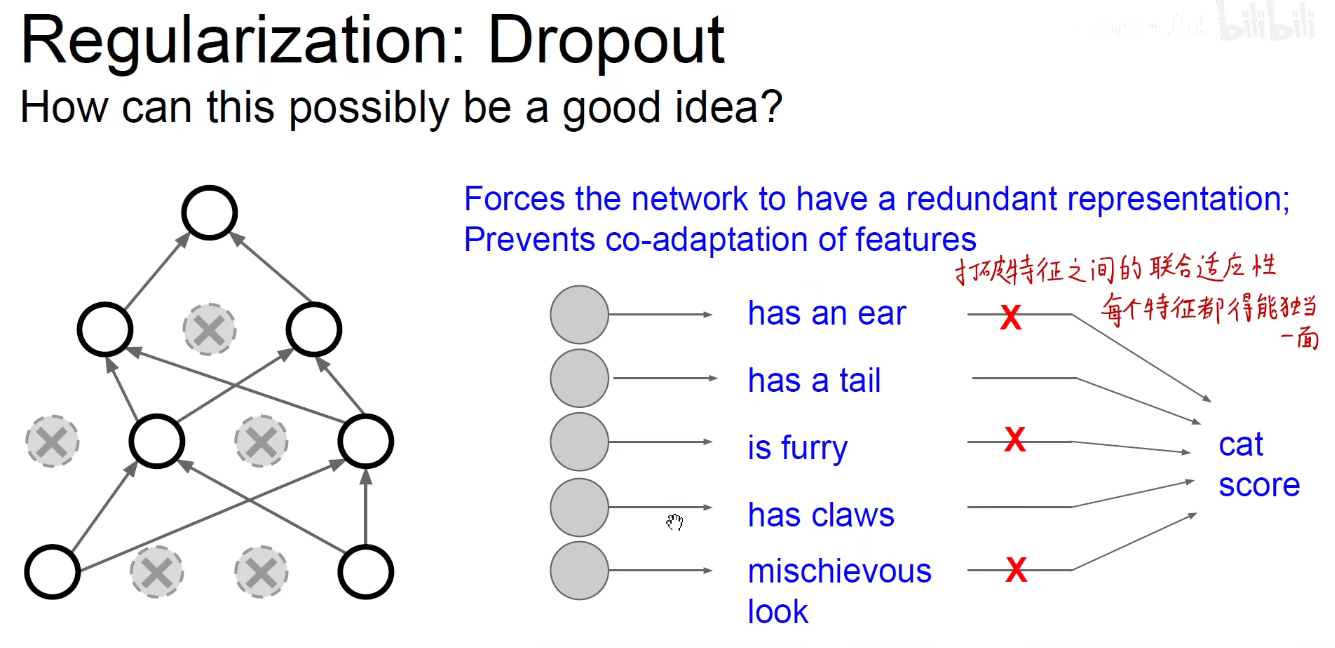 Regularization: Dropout
How can this possibly be a good idea?
Forces the network to have a redundant representation;
Prevents co-adaptation of features
打破特征之间的联合适应性
每个特征都得能独当
一面
has an ear
X
has a tail
is furry
X
has claws
mischievous
look
X
cat
score
bilibili